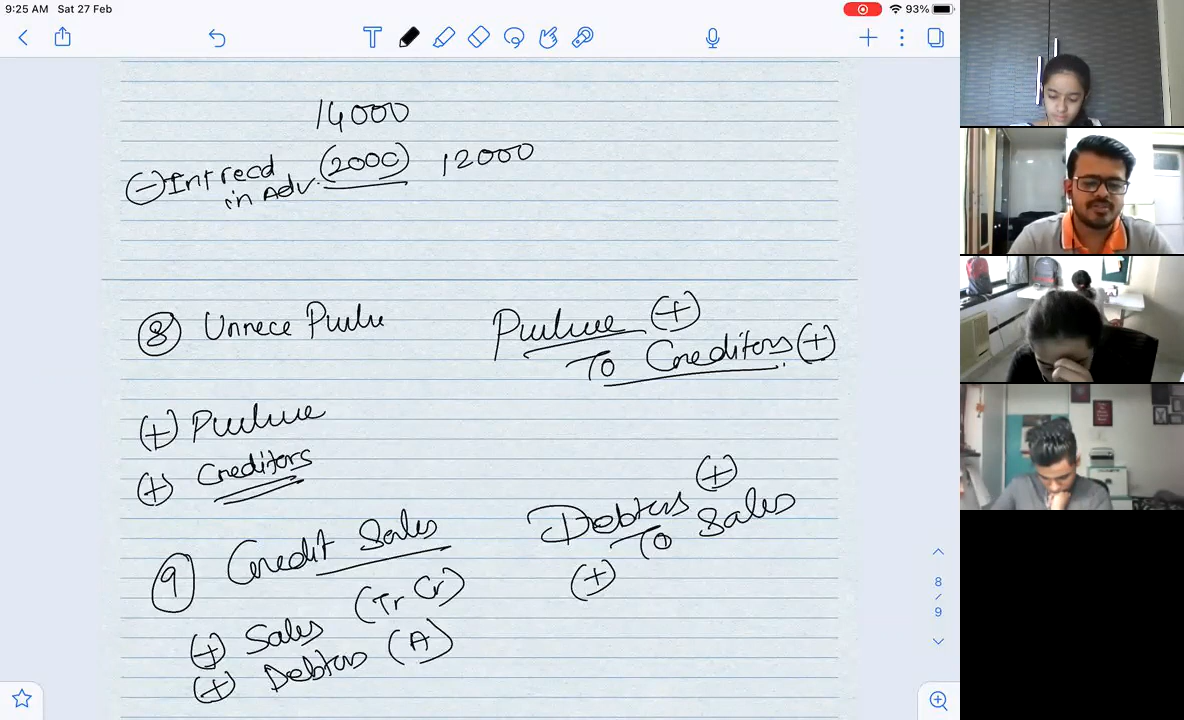 9:25 AM Sat 27 Feb
93%
14000
(-) Int recd (2000) 12000
in Adv.
8 Unnece Purchase
Purchase (+)
To Creditors (+)
(+) Purchase
(+) Creditors
9 Credit Sales
Debtors (+)
To Sales
(+)
(+) Sales (Tr Cr)
(+) Debtors (A)
8
/
9